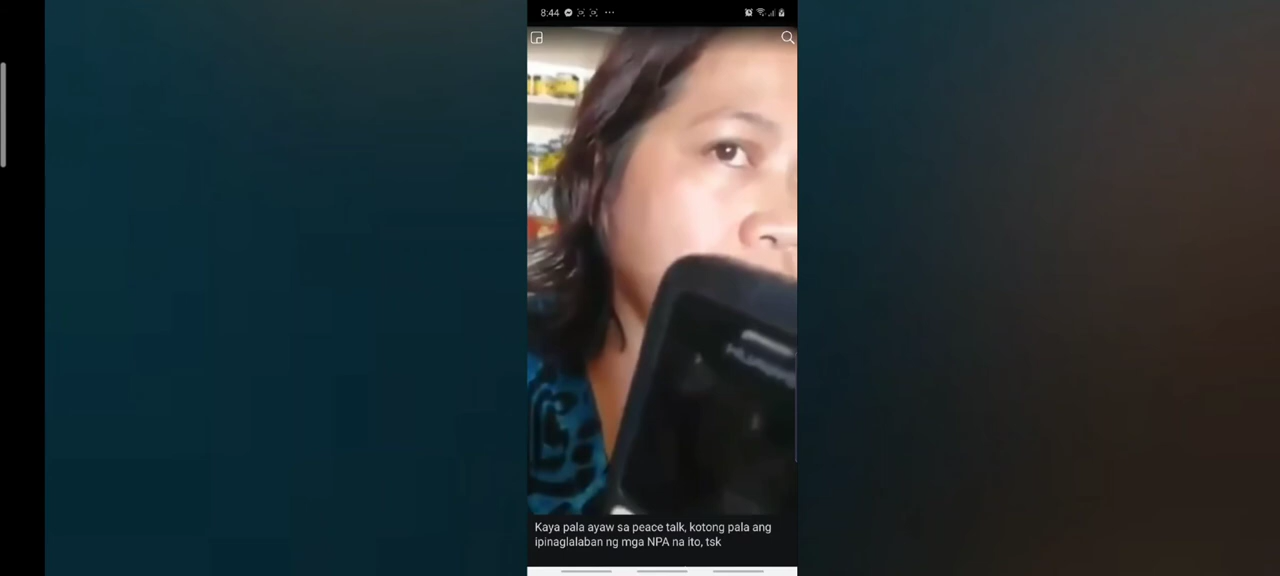 8:44
Kaya pala ayaw sa peace talk, kotong pala ang
ipinaglalaban ng mga NPA na ito, tsk